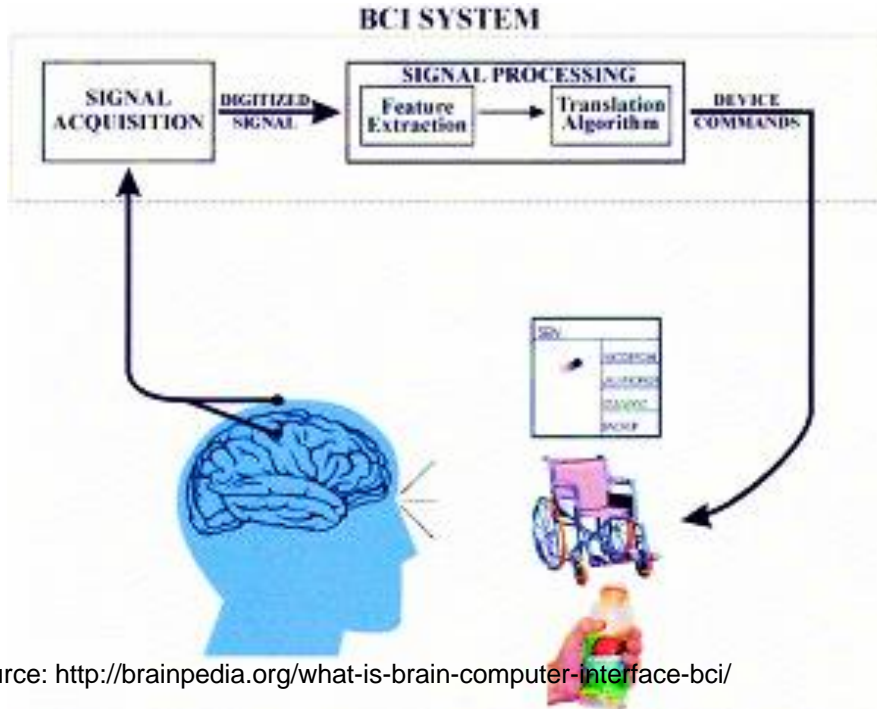 BCI SYSTEM
SIGNAL
ACQUISITION
DIGITIZED
SIGNAL
SIGNAL PROCESSING
Feature
Extraction
Translation
Algorithm
DEVICE
COMMANDS
urce: http://brainpedia.org/what-is-brain-computer-interface-bci/